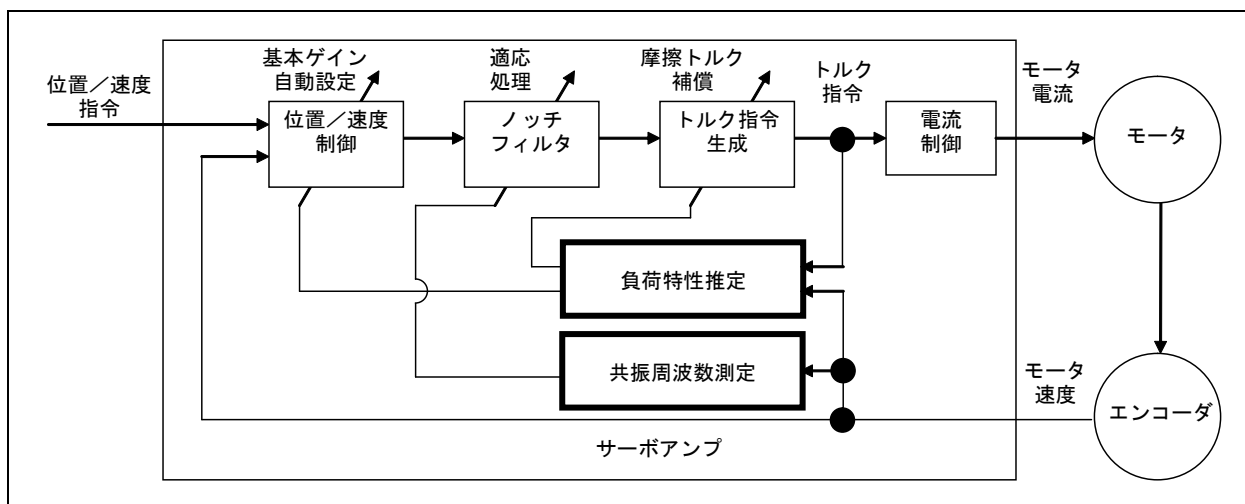 位置/速度
指令
基本ゲイン
自動設定
適応
処理
摩擦トルク
補償
トルク
指令
モータ
電流
位置/速度
制御
ノッチ
フィルタ
トルク指令
生成
電流
制御
モータ
負荷特性推定
共振周波数測定
モータ
速度
エンコーダ
サーボアンプ